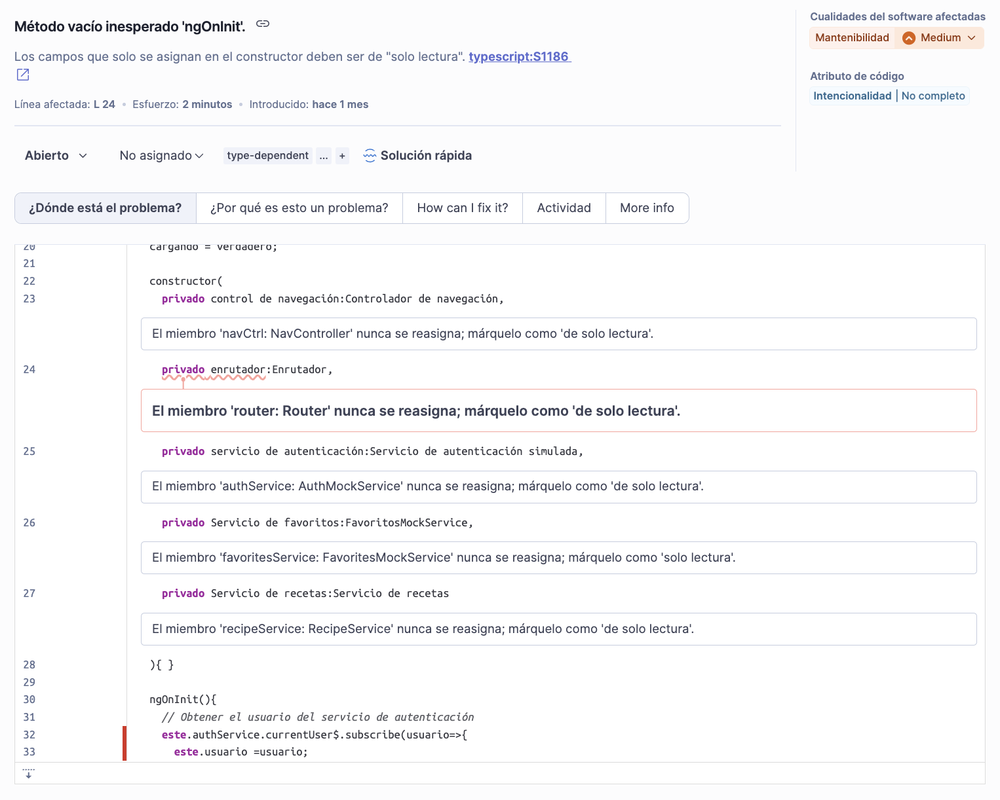 Método vacío inesperado 'ngOnInit'.
Los campos que solo se asignan en el constructor deben ser de "solo lectura". typescript:S1186
Línea afectada: L 24 • Esfuerzo: 2 minutos • Introducido: hace 1 mes
Cualidades del software afectadas
Mantenibilidad Medium
Atributo de código
Intencionalidad | No completo
Abierto No asignado type-dependent ... + Solución rápida
¿Dónde está el problema? ¿Por qué es esto un problema? How can I fix it? Actividad More info
20 cargando = verdadero;
21
22 constructor(
23 privado control de navegación:Controlador de navegación,
El miembro 'navCtrl: NavController' nunca se reasigna; márquelo como 'de solo lectura'.
24 privado enrutador:Enrutador,
El miembro 'router: Router' nunca se reasigna; márquelo como 'de solo lectura'.
25 privado servicio de autenticación:Servicio de autenticación simulada,
El miembro 'authService: AuthMockService' nunca se reasigna; márquelo como 'de solo lectura'.
26 privado Servicio de favoritos:FavoritosMockService,
El miembro 'favoritesService: FavoritesMockService' nunca se reasigna; márquelo como 'solo lectura'.
27 privado Servicio de recetas:Servicio de recetas
El miembro 'recipeService: RecipeService' nunca se reasigna; márquelo como 'de solo lectura'.
28 ){ }
29
30 ngOnInit(){
31 // Obtener el usuario del servicio de autenticación
32 este.authService.currentUser$.subscribe(usuario=>{
33 este.usuario =usuario;